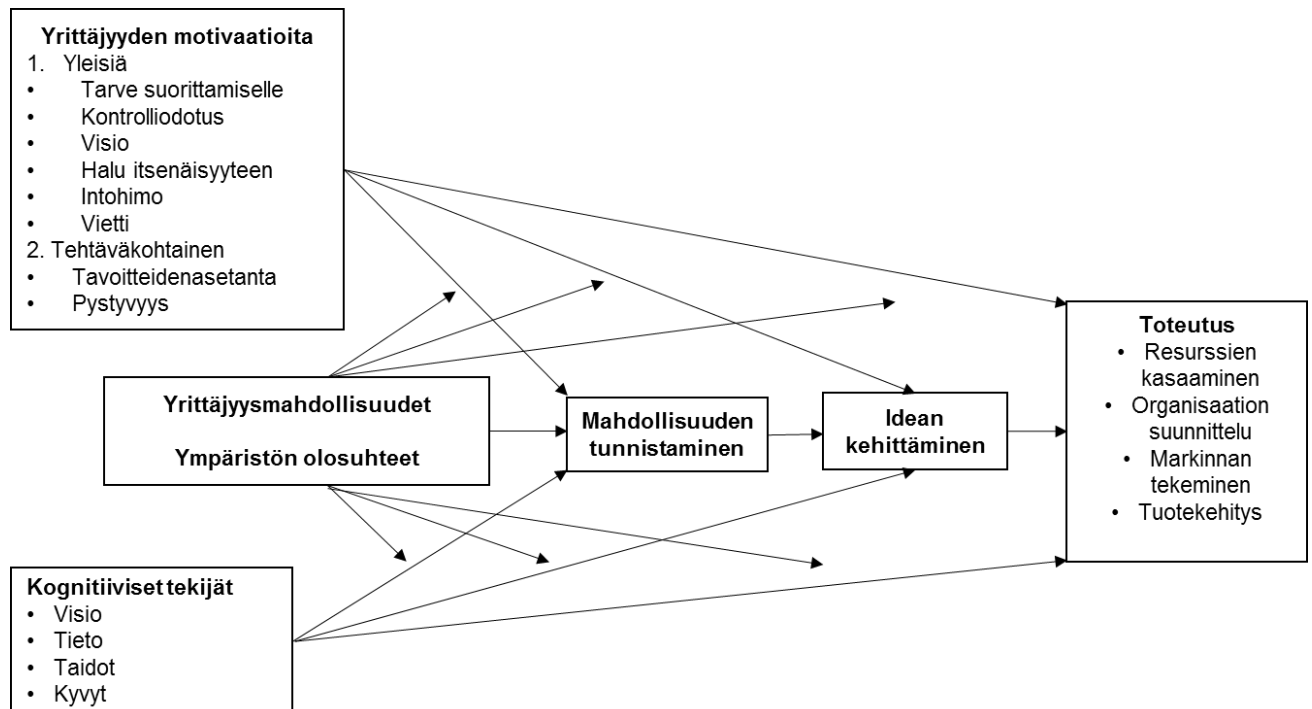 Yrittäjyyden motivaatioita
1. Yleisiä
• Tarve suorittamiselle
• Kontrolliodotus
• Visio
• Halu itsenäisyyteen
• Intohimo
• Vietti
2. Tehtäväkohtainen
• Tavoitteidenasetanta
• Pystyvyys
Yrittäjyysmahdollisuudet
Ympäristön olosuhteet
Mahdollisuuden
tunnistaminen
Idean
kehittäminen
Toteutus
• Resurssien
kasaaminen
• Organisaation
suunnittelu
• Markinnan
tekeminen
• Tuotekehitys
Kognitiiviset tekijät
• Visio
• Tieto
• Taidot
• Kyvyt